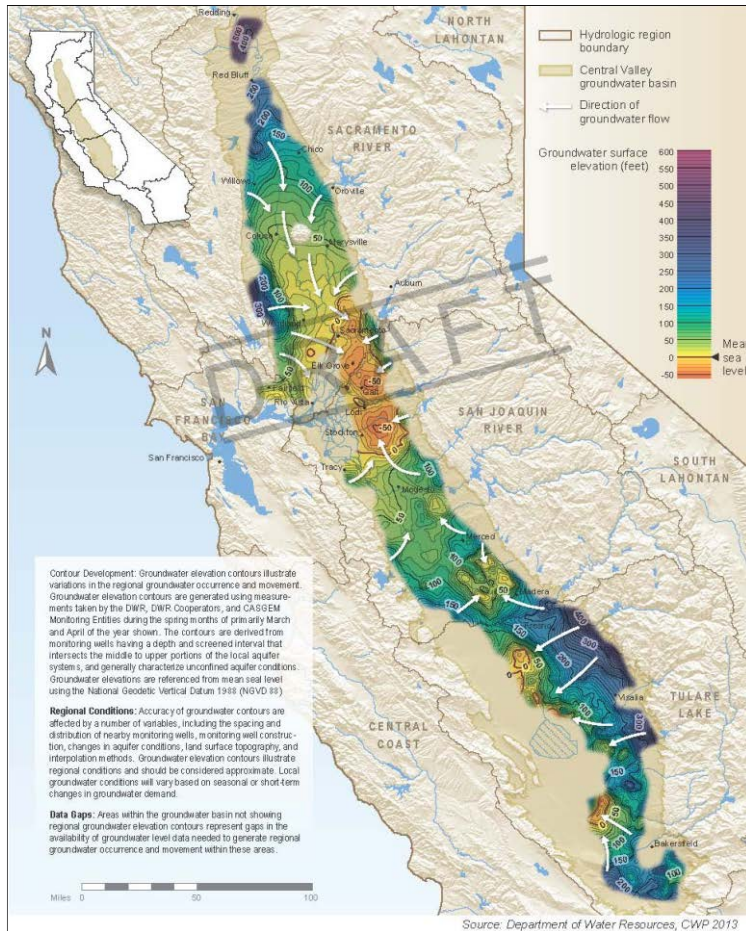 Redding
NORTH
LAHONTAN
Hydrologic region
boundary
Central Valley
groundwater basin
Direction of
groundwater flow
Red Bluff
SACRAMENTO
RIVER
Chico
Willows
Oroville
Colusa
Marysville
Auburn
Sacramento
Elk Grove
Fairfield
Rio Vista
Galt
Lodi
Stockton
DRAFT
SAN
FRANCISCO
BAY
San Francisco
Tracy
SAN JOAQUIN
RIVER
SOUTH
LAHONTAN
Modesto
Merced
Madera
Fresno
Visalia
TULARE
LAKE
CENTRAL
COAST
Bakersfield
Groundwater surface
elevation (feet)
600
550
500
450
400
350
300
250
200
150
100
50
0
-50
Mea
sea
level
N
Contour Development: Groundwater elevation contours illustrate
variations in the regional groundwater occurrence and movement.
Groundwater elevation contours are generated using measure-
ments taken by the DWR, DWR Cooperators, and CASGEM
Monitoring Entities during the spring months of primarily March
and April of the year shown. The contours are derived from
monitoring wells having a depth and screened interval that
intersects the middle to upper portions of the local aquifer
systems, and generally characterize unconfined aquifer conditions.
Groundwater elevations are referenced from mean sea level
using the National Geodetic Vertical Datum 1988 (NGVD 88)
Regional Conditions: Accuracy of groundwater contours are
affected by a number of variables, including the spacing and
distribution of nearby monitoring wells, monitoring well construc-
tion, changes in aquifer conditions, land surface topography, and
interpolation methods. Groundwater elevation contours illustrate
regional conditions and should be considered approximate. Local
groundwater conditions will vary based on seasonal or short-term
changes in groundwater demand.
Data Gaps: Areas within the groundwater basin not showing
regional groundwater elevation contours represent gaps in the
availability of groundwater level data needed to generate regional
groundwater occurrence and movement within these areas.
Miles 0 50 100
Source: Department of Water Resources, CWP 2013